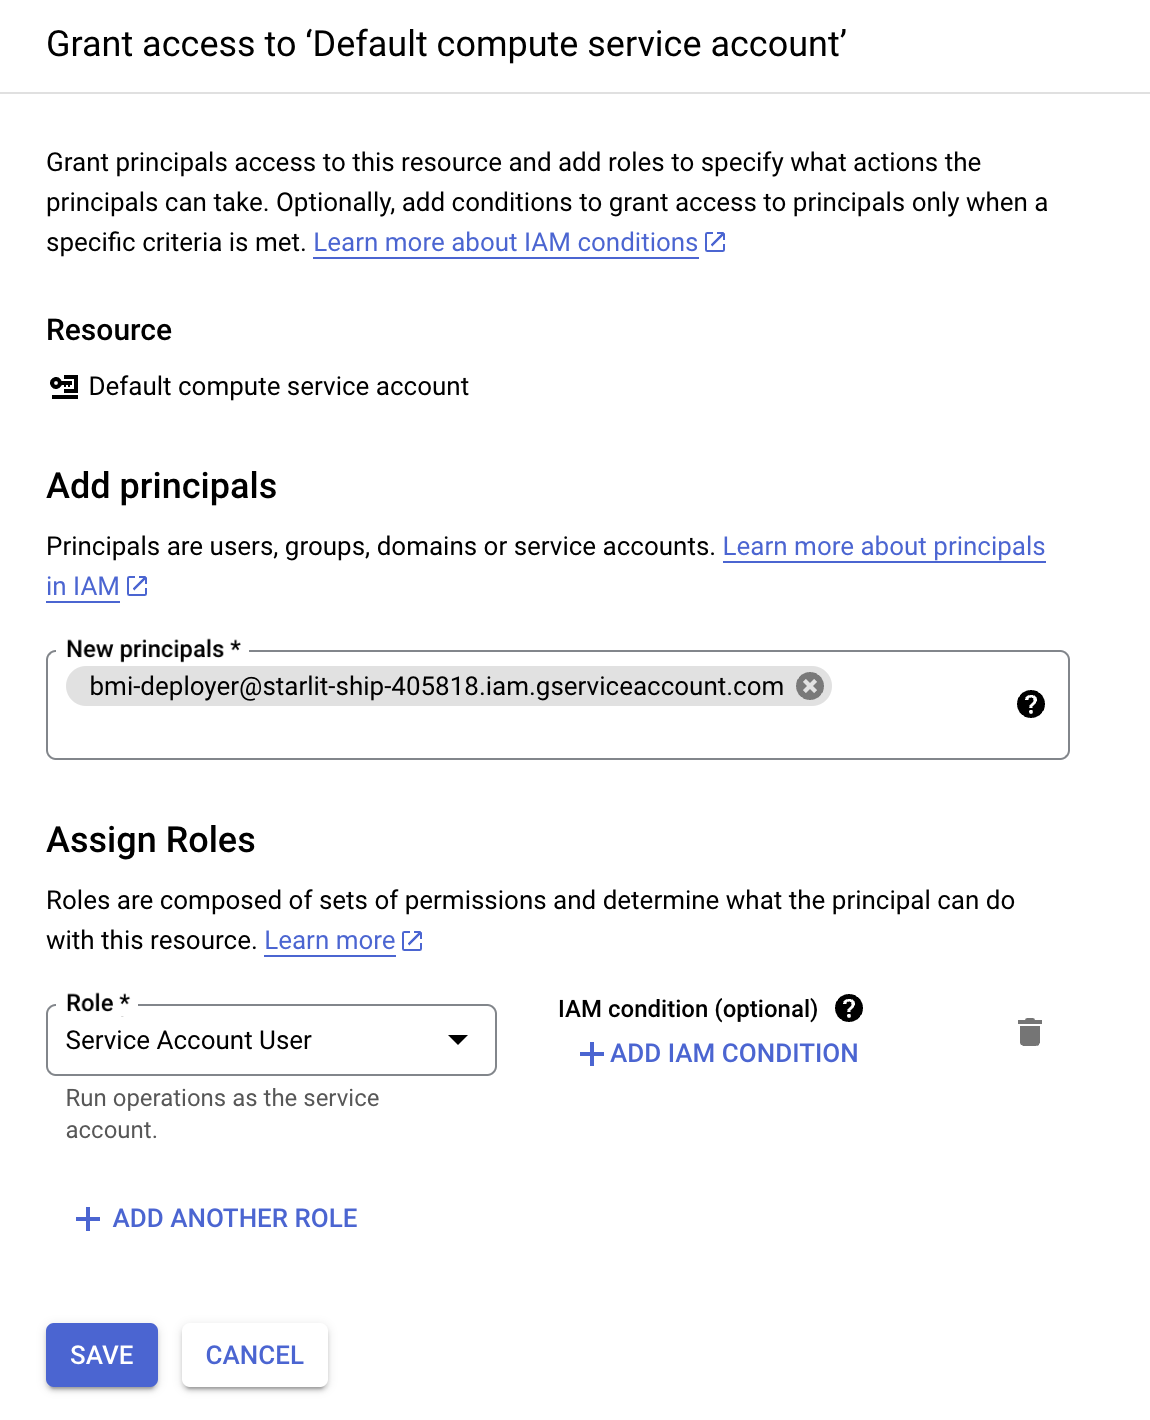 Grant access to ‘Default compute service account’
Grant principals access to this resource and add roles to specify what actions the
principals can take. Optionally, add conditions to grant access to principals only when a
specific criteria is met. Learn more about IAM conditions
Resource
Default compute service account
Add principals
Principals are users, groups, domains or service accounts. Learn more about principals
in IAM
New principals *
bmi-deployer@starlit-ship-405818.iam.gserviceaccount.com
Assign Roles
Roles are composed of sets of permissions and determine what the principal can do
with this resource. Learn more
Role *
Service Account User
Run operations as the service
account.
IAM condition (optional)
ADD IAM CONDITION
ADD ANOTHER ROLE
SAVE
CANCEL